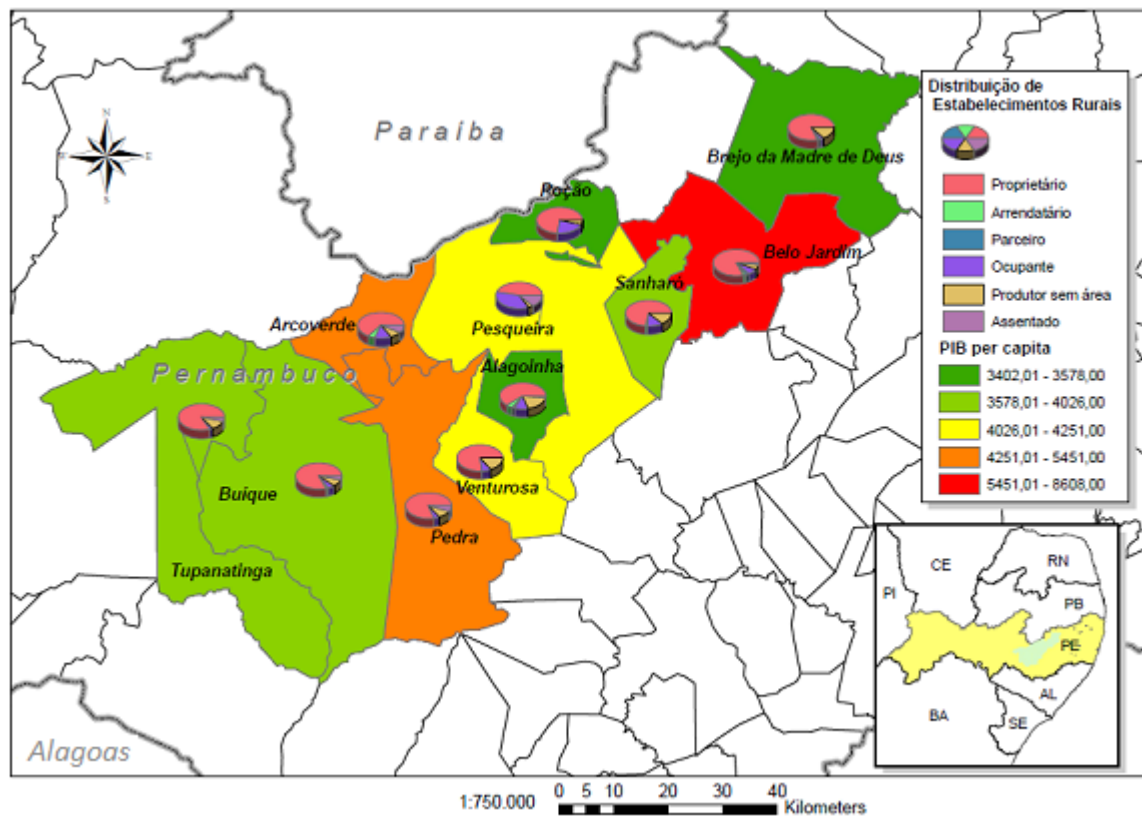 N
E
S
Paraíba
Brejo da Madre de Deus
Poção
Belo Jardim
Sanharó
Arcoverde
Pesqueira
Alagoinha
Pernambuco
Venturosa
Buíque
Pedra
Tupanatinga
Alagoas
Distribuição de
Estabelecimentos Rurais
Proprietário
Arrendatário
Parceiro
Ocupante
Produtor sem área
Assentado
PIB per capita
3402,01 - 3578,00
3578,01 - 4026,00
4026,01 - 4251,00
4251,01 - 5451,00
5451,01 - 8608,00
CE
RN
PI
PB
PE
AL
BA
SE
1:750.000
0 5 10 20 30 40
Kilometers